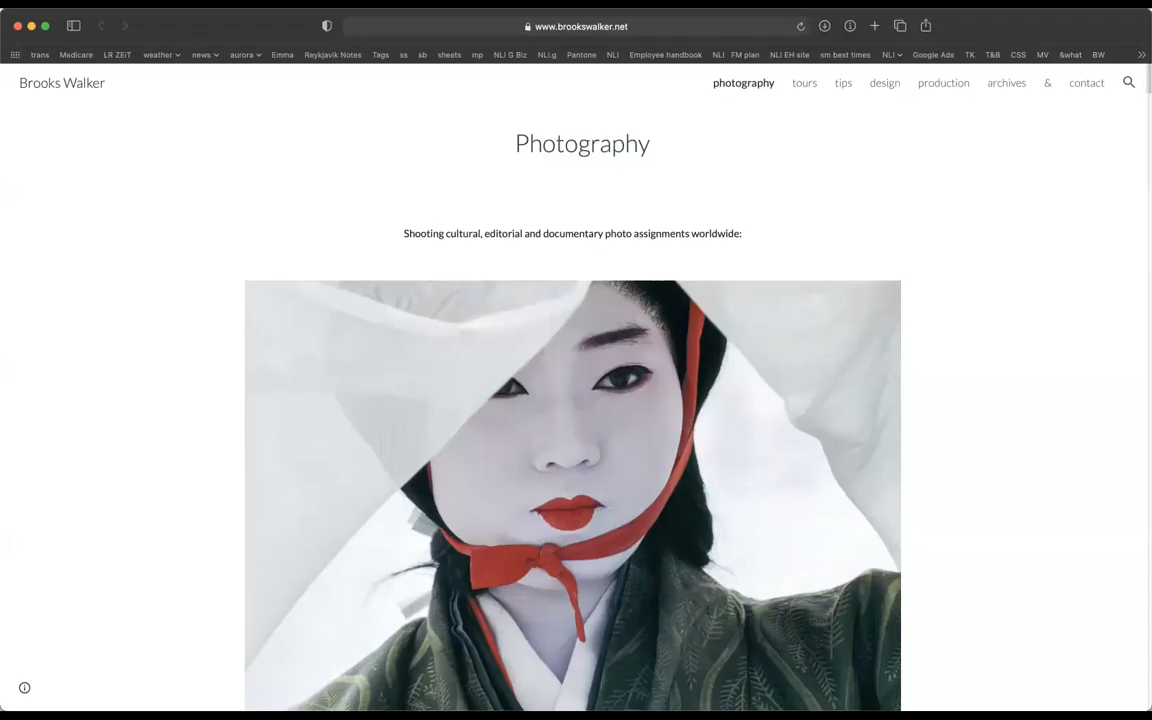 www.brookswalker.net
trans Medicare LR ZEiT weather news aurora Emma Reykjavik Notes Tags ss sb sheets mp NLI G Biz NLI.g Pantone NLI Employee handbook NLI FM plan NLI EH site sm best times NLI Google Ads TK T&B CSS MV &what BW
Brooks Walker photography tours tips design production archives & contact
Photography
Shooting cultural, editorial and documentary photo assignments worldwide: